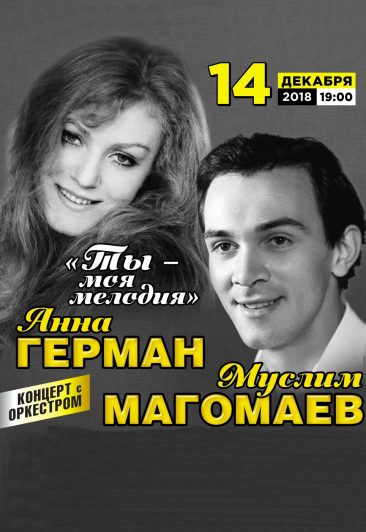 14
ДЕКАБРЯ
2018 19:00
«Ты –
моя
мелодия»
Анна
ГЕРМАН
Муслим
МАГОМАЕВ
КОНЦЕРТ с
ОРКЕСТРОМ